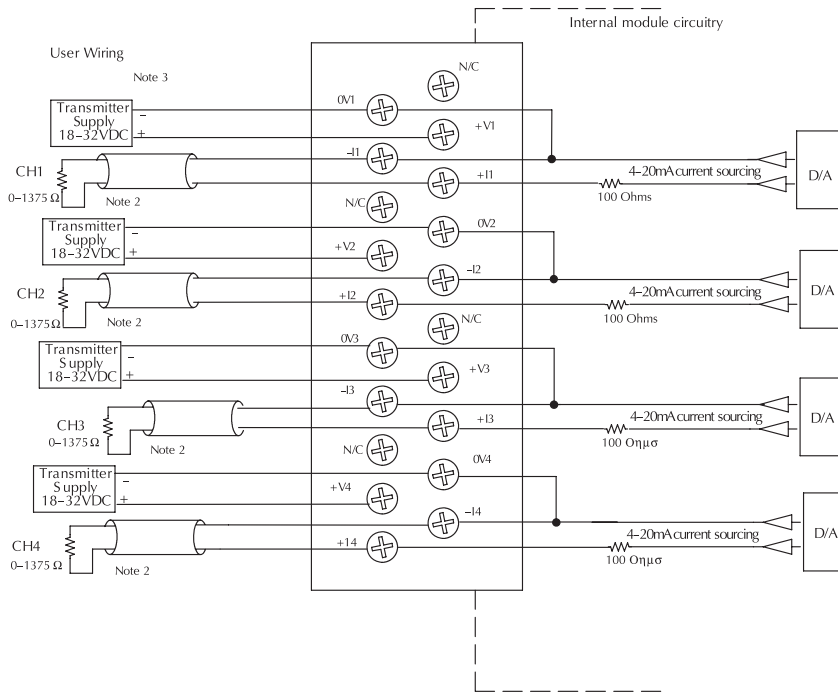 Internal module circuitry
User Wiring
Note 3
N/C
0V1
Transmitter
Supply
18–32VDC
-
+
+V1
–I1
4–20mA current sourcing
D/A
CH1
0–1375 Ω
Note 2
+I1
100 Ohms
N/C
Transmitter
Supply
18–32VDC
-
+
0V2
+V2
–I2
4–20mA current sourcing
D/A
CH2
0–1375 Ω
Note 2
+I2
100 Ohms
N/C
0V3
Transmitter
Supply
18–32VDC
-
+
+V3
–I3
4–20mA current sourcing
D/A
CH3
0–1375 Ω
Note 2
+I3
100 Οημσ
N/C
Transmitter
Supply
18–32VDC
-
+
0V4
+V4
–I4
4–20mA current sourcing
D/A
CH4
0–1375 Ω
Note 2
+14
100 Οημσ